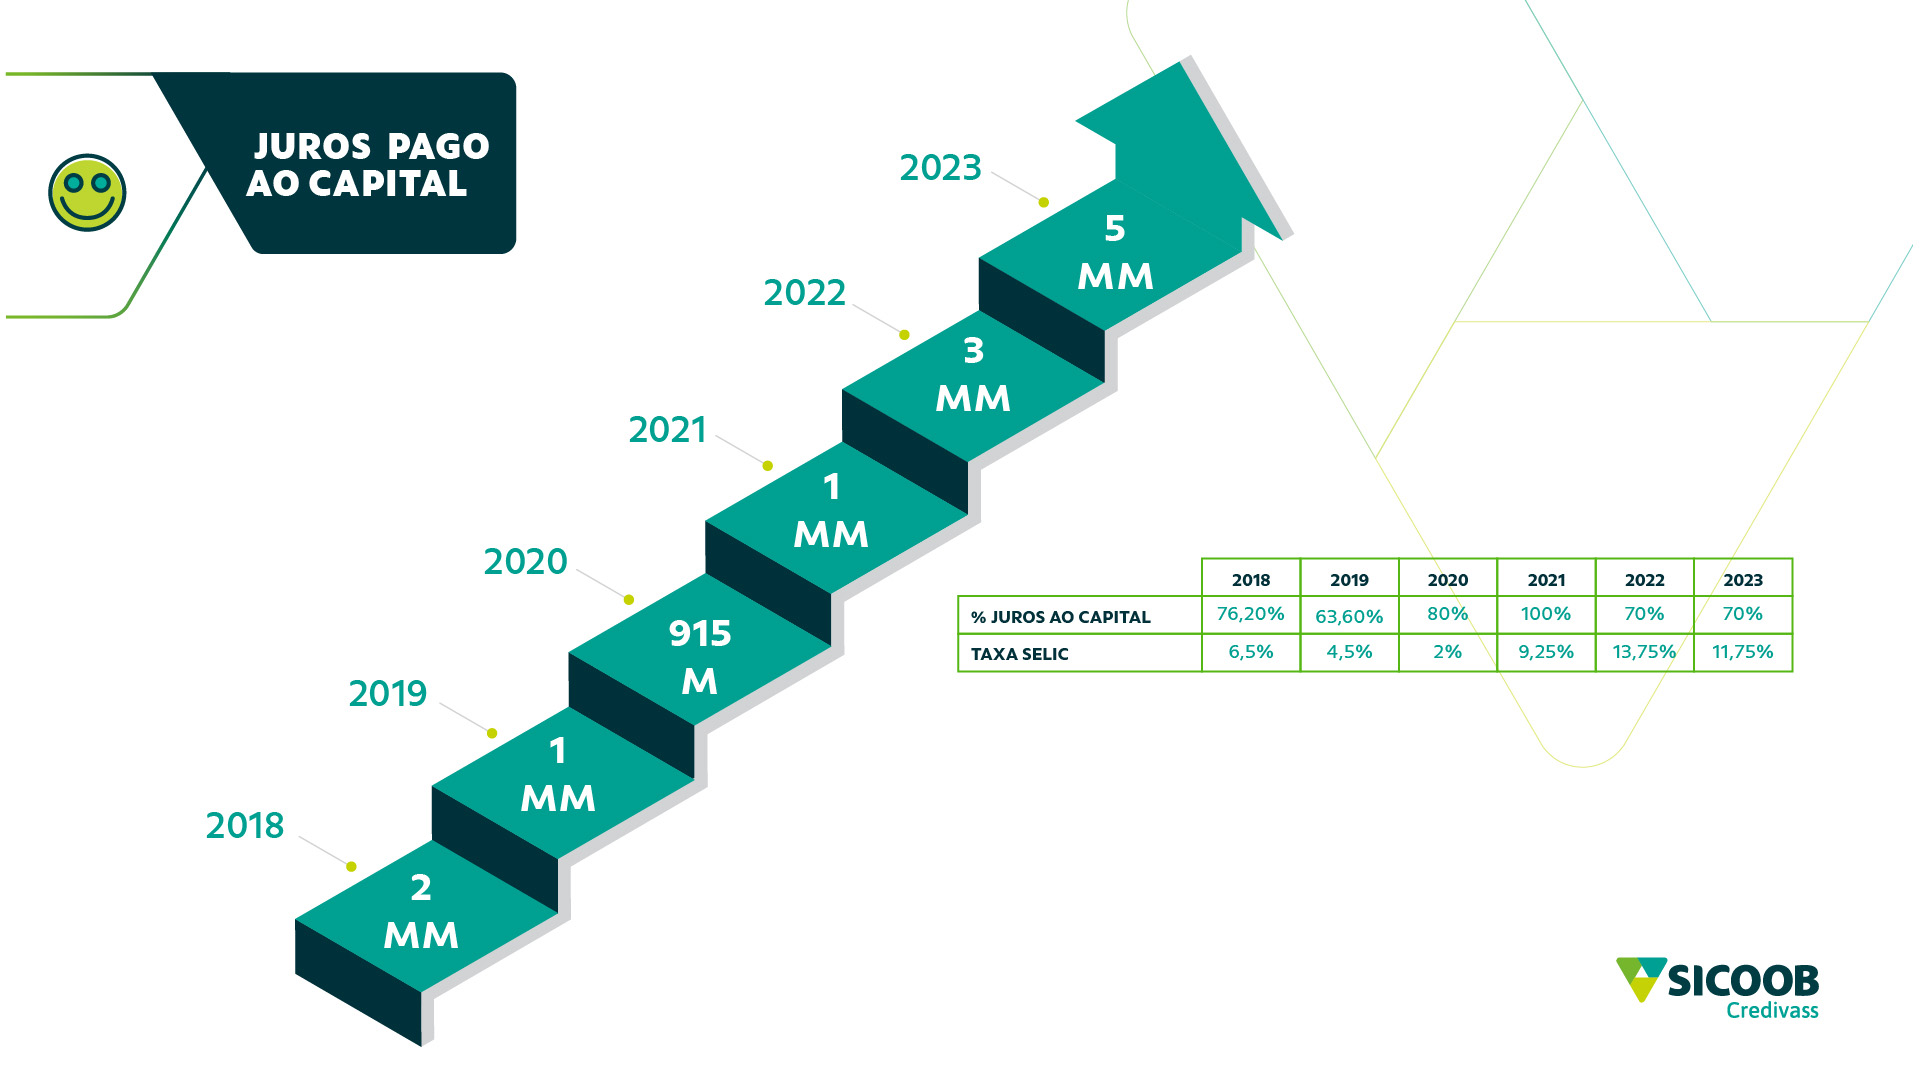 JUROS PAGO
AO CAPITAL
2023
5
MM
2022
3
MM
2021
1
MM
2020
915
M
2019
1
MM
2018
2
MM
2018 2019 2020 2021 2022 2023
% JUROS AO CAPITAL 76,20% 63,60% 80% 100% 70% 70%
TAXA SELIC 6,5% 4,5% 2% 9,25% 13,75% 11,75%
SICOOB
Credivass